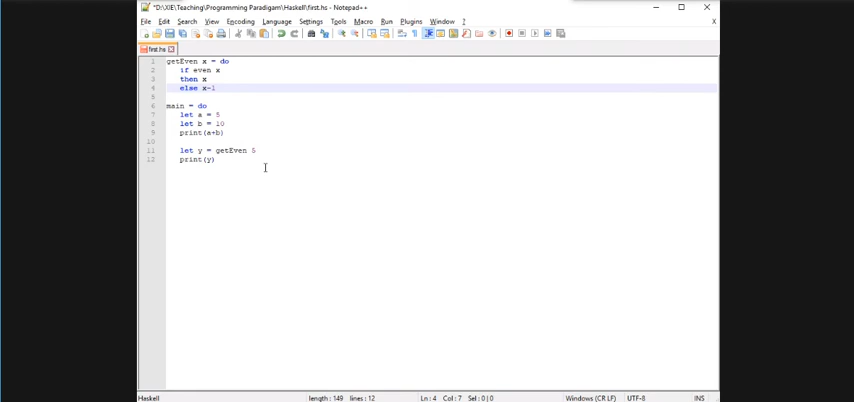 *D:\XIE\Teaching\Programming Paradigam\Haskell\first.hs - Notepad++
File Edit Search View Encoding Language Settings Tools Macro Run Plugins Window ? X
first.hs
1 getEven x = do
2 if even x
3 then x
4 else x-1
5
6 main = do
7 let a = 5
8 let b = 10
9 print(a+b)
10
11 let y = getEven 5
12 print(y)
Haskell length : 149 lines : 12 Ln : 4 Col : 7 Sel : 0 | 0 Windows (CR LF) UTF-8 INS